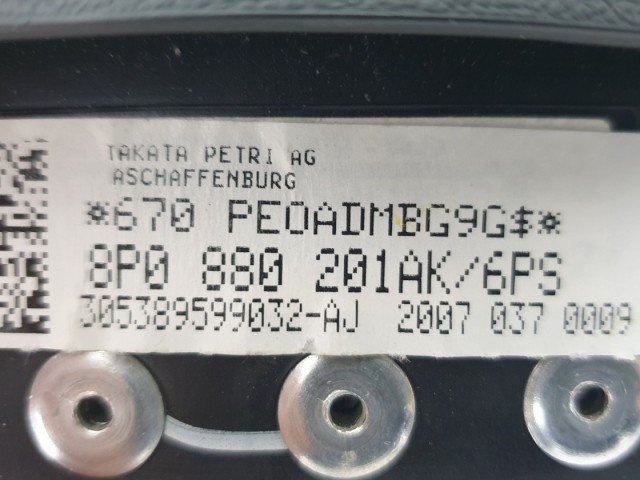 TAKATA PETRI AG
ASCHAFFENBURG
*670 PEOADMBG9G$*
8P0 880 201AK/6PS
305389599032-AJ 2007 037 0009